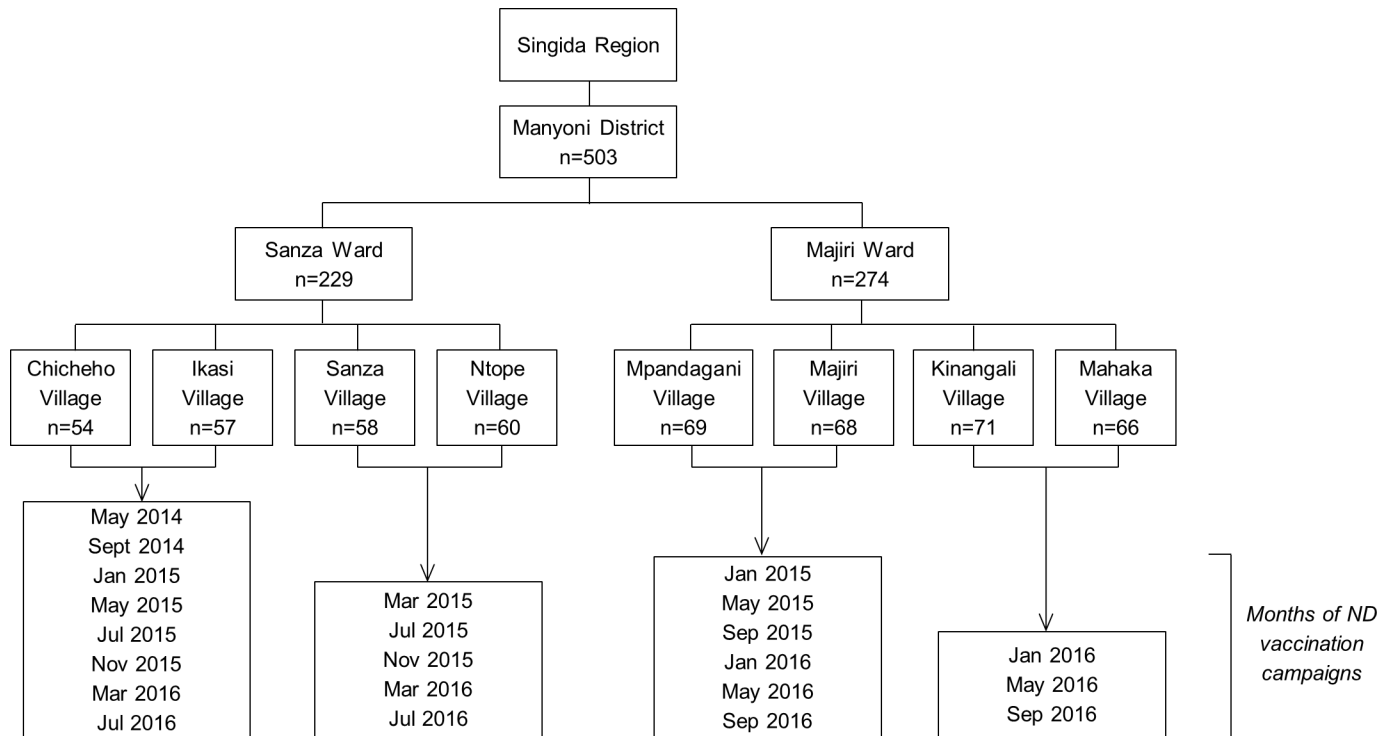 Singida Region
Manyoni District
n=503
Sanza Ward
n=229
Majiri Ward
n=274
Chicheho
Village
n=54
Ikasi
Village
n=57
Sanza
Village
n=58
Ntope
Village
n=60
Mpandagani
Village
n=69
Majiri
Village
n=68
Kinangali
Village
n=71
Mahaka
Village
n=66
May 2014
Sept 2014
Jan 2015
May 2015
Jul 2015
Nov 2015
Mar 2016
Jul 2016
Mar 2015
Jul 2015
Nov 2015
Mar 2016
Jul 2016
Jan 2015
May 2015
Sep 2015
Jan 2016
May 2016
Sep 2016
Jan 2016
May 2016
Sep 2016
Months of ND
vaccination
campaigns